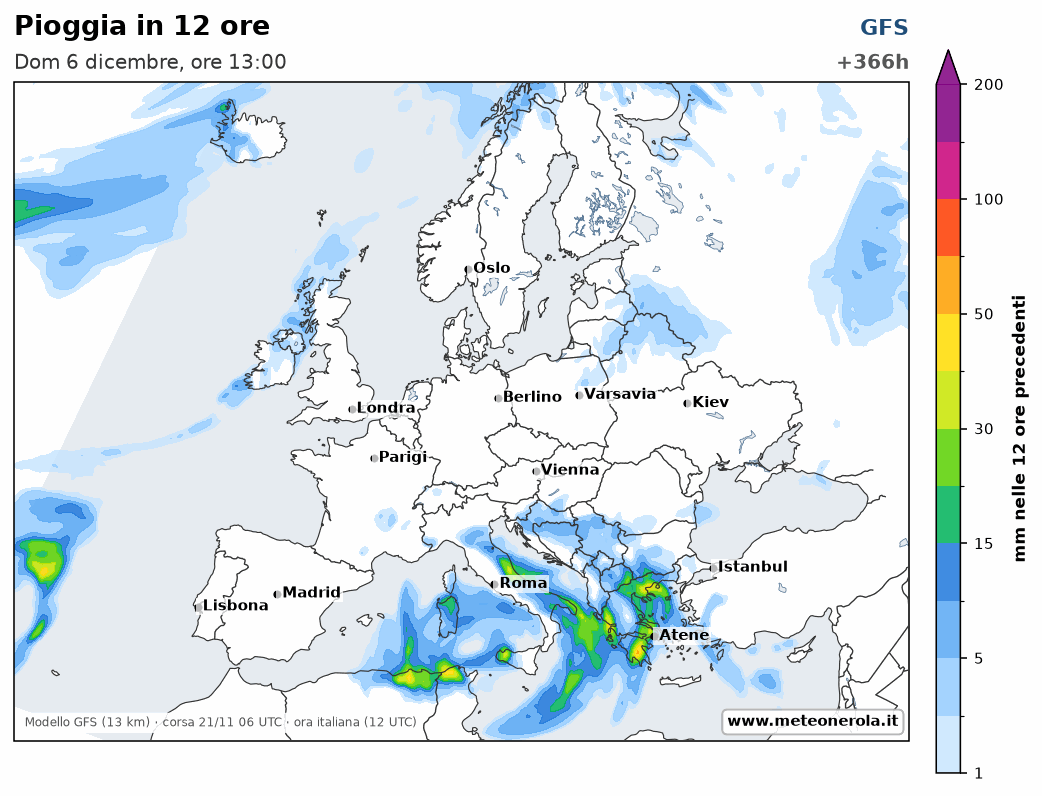 Pioggia in 12 ore
GFS
Dom 6 dicembre, ore 13:00
+366h
200
100
50
30
15
5
1
mm nelle 12 ore precedenti
Oslo
Berlino
Varsavia
Kiev
Londra
Parigi
Vienna
Istanbul
Roma
Madrid
Lisbona
Atene
Modello GFS (13 km) · corsa 21/11 06 UTC · ora italiana (12 UTC)
www.meteonerola.it